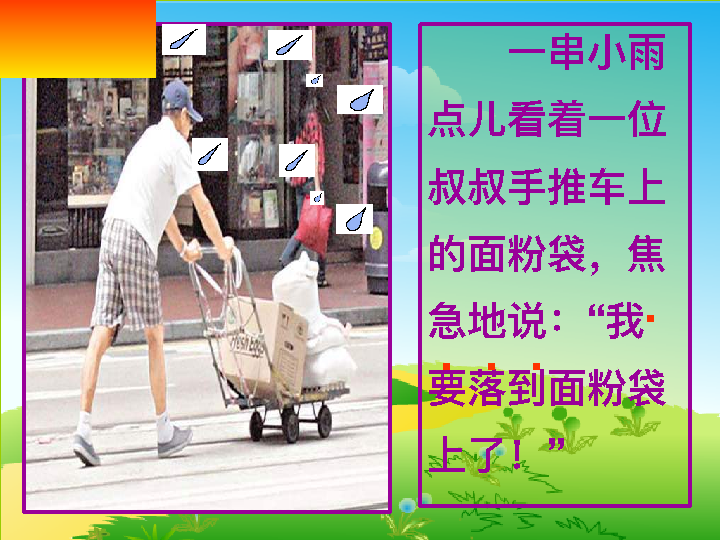 一串小雨
点儿看着一位
叔叔手推车上
的面粉袋，焦
急地说：“我
要落到面粉袋
上了！”